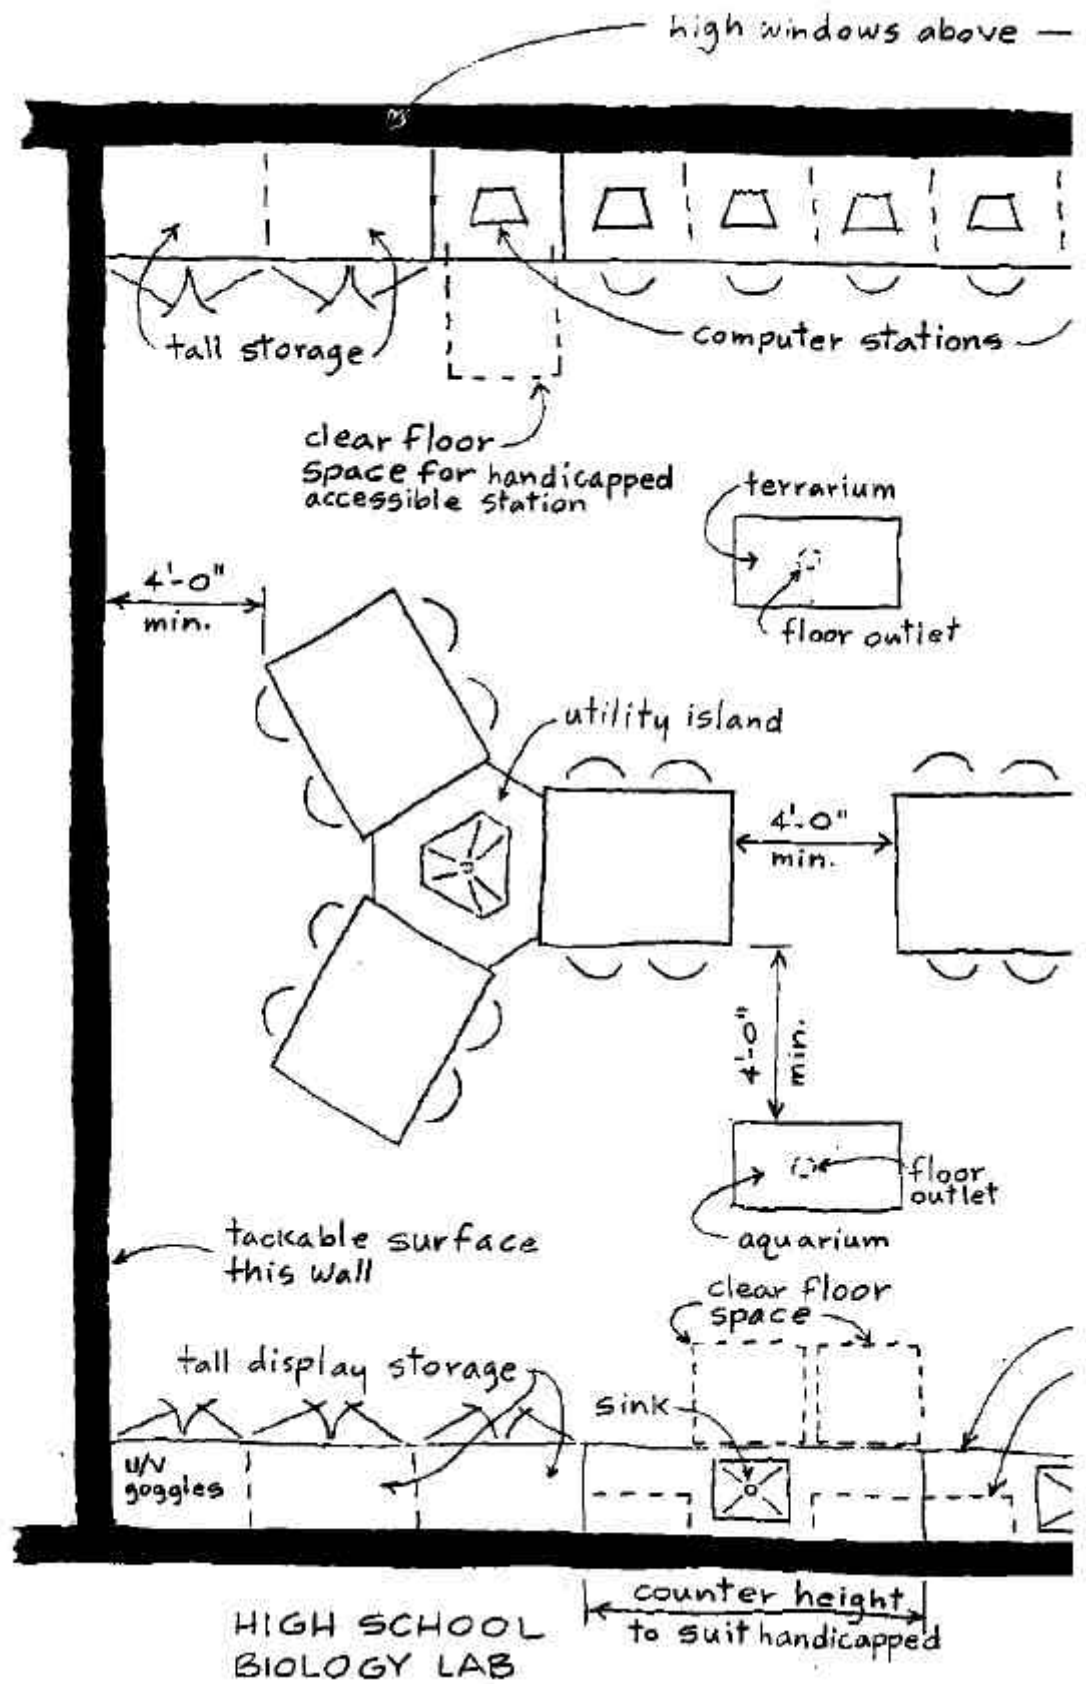 high windows above
tall storage
computer stations
clear floor
space for handicapped
accessible station
terrarium
floor outlet
4'-0"
min.
utility island
4'-0"
min.
4'-0"
min.
floor
outlet
aquarium
tackable surface
this wall
clear floor
space
tall display storage
sink
U/V
goggles
counter height
to suit handicapped
HIGH SCHOOL
BIOLOGY LAB